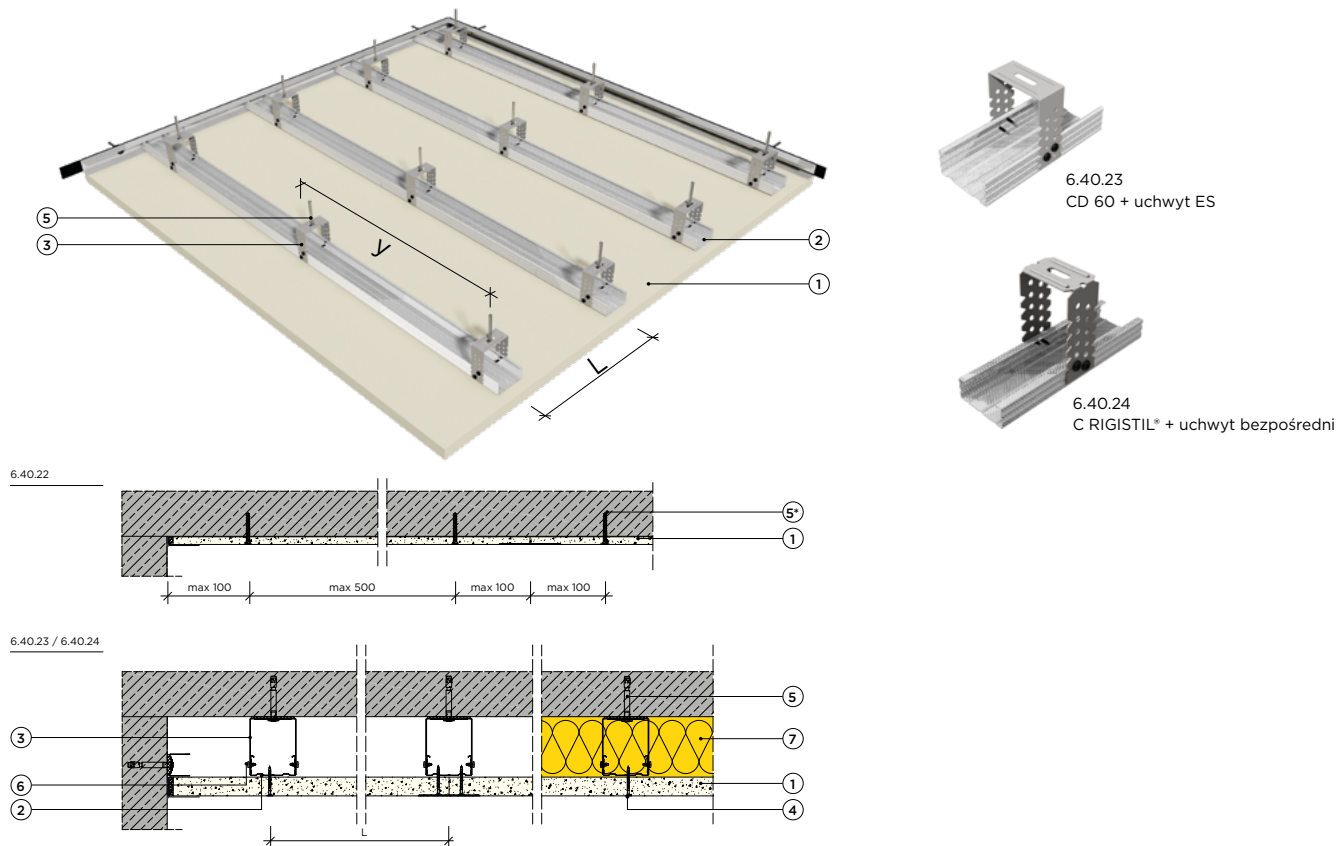 5
3
y
L
2
1
6.40.23
CD 60 + uchwyt ES
6.40.24
C RIGISTIL® + uchwyt bezpośredni
6.40.22
5*
1
max 100
max 500
max 100
max 100
6.40.23 / 6.40.24
5
3
7
6
1
2
4
L